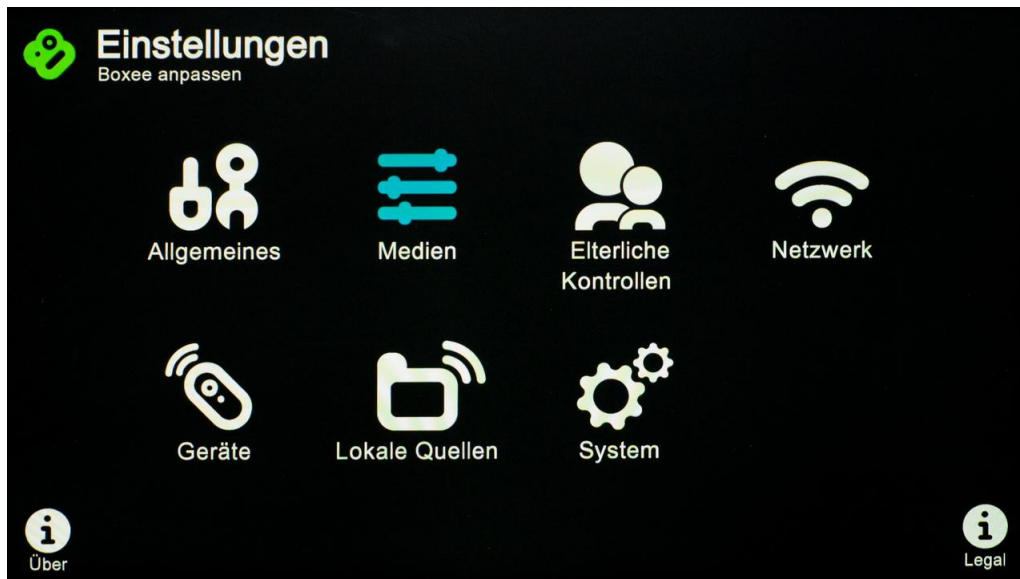 Einstellungen
Boxee anpassen
Allgemeines
Medien
Elterliche
Kontrollen
Netzwerk
Geräte
Lokale Quellen
System
Über
Legal